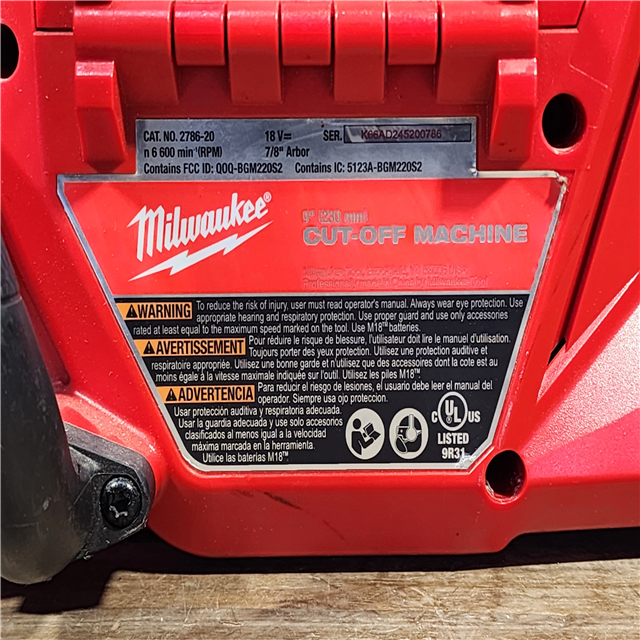 CAT. NO. 2786-20 18 V⎓ SER. K66AD245200786
n 6 600 min⁻¹(RPM) 7/8" Arbor
Contains FCC ID: QOQ-BGM220S2 Contains IC: 5123A-BGM220S2
Milwaukee®
9" (230 mm)
CUT-OFF MACHINE
WARNING To reduce the risk of injury, user must read operator's manual. Always wear eye protection. Use
appropriate hearing and respiratory protection. Use proper guard and use only accessories
rated at least equal to the maximum speed marked on the tool. Use M18™ batteries.
AVERTISSEMENT Pour réduire le risque de blessure, l'utilisateur doit lire le manuel d'utilisation.
Toujours porter des yeux protection. Utilisez une protection auditive et
respiratoire appropriée. Utilisez une bonne garde et n'utilisez que des accessoires dont la cote est au
moins égale à la vitesse maximale indiquée sur l'outil. Utilisez les piles M18™.
ADVERTENCIA Para reducir el riesgo de lesiones, el usuario debe leer el manual del
operador. Siempre usa ojo protección.
Usar protección auditiva y respiratoria adecuada.
Usar la guardia adecuada y use solo accesorios
clasificados al menos igual a la velocidad
máxima marcada en la herramienta.
Utilice las baterías M18™.
C UL US
LISTED
9R31